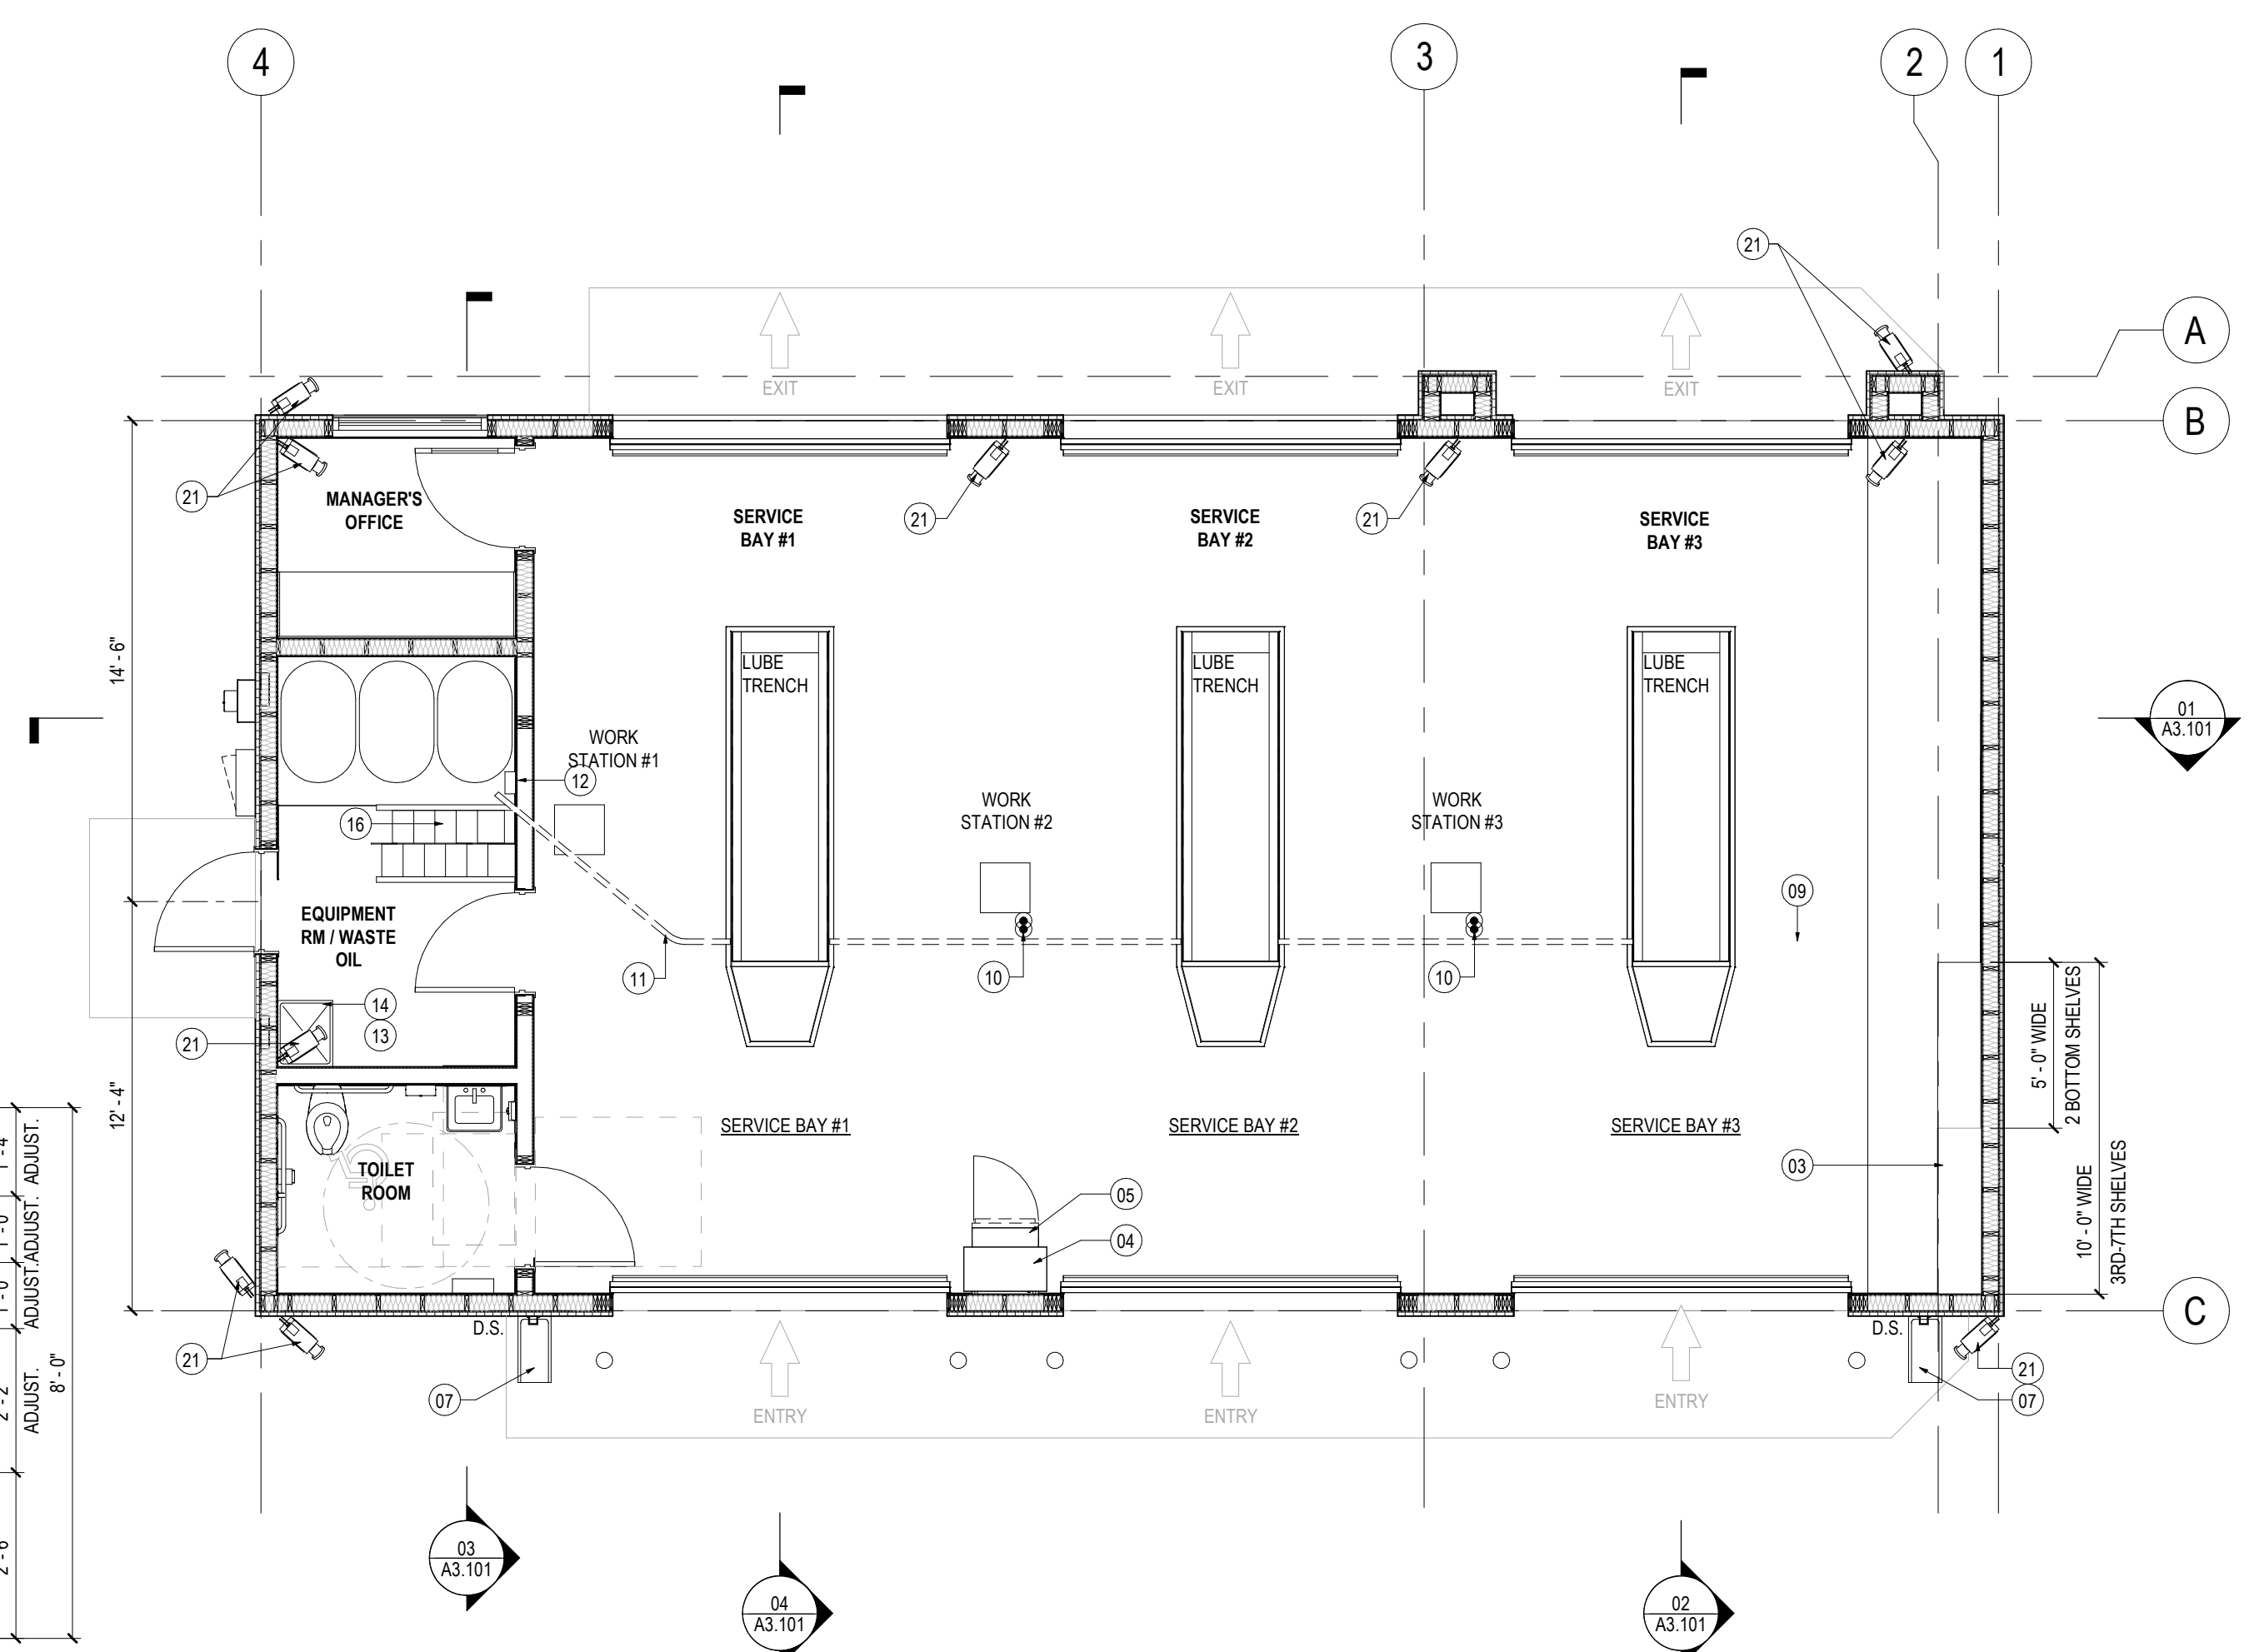 4
3
2
1
21
A
EXIT
EXIT
EXIT
B
21
MANAGER'S
OFFICE
21
21
SERVICE
BAY #1
SERVICE
BAY #2
SERVICE
BAY #3
14' - 6"
LUBE
TRENCH
LUBE
TRENCH
LUBE
TRENCH
01
A3.101
WORK
STATION #1
12
16
WORK
STATION #2
WORK
STATION #3
09
EQUIPMENT
RM / WASTE
OIL
11
10
10
14
13
21
5' - 0" WIDE
2 BOTTOM SHELVES
12' - 4"
SERVICE BAY #1
SERVICE BAY #2
SERVICE BAY #3
TOILET
ROOM
03
10' - 0" WIDE
3RD-7TH SHELVES
05
04
ADJUST.
ADJUST.
ADJUST.
ADJUST.
8' - 0"
C
D.S.
D.S.
21
21
07
07
ENTRY
ENTRY
ENTRY
03
A3.101
04
A3.101
02
A3.101